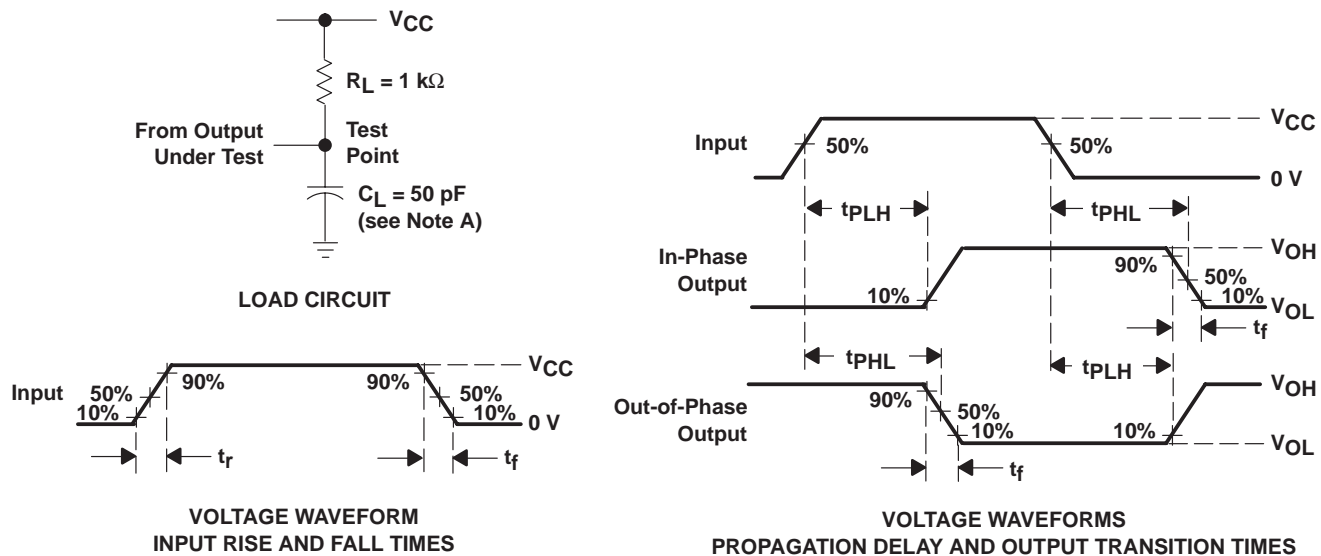 VCC
RL = 1 kΩ
From Output
Under Test
Test
Point
CL = 50 pF
(see Note A)
LOAD CIRCUIT
Input
50%
10%
90%
90%
50%
10%
VCC
0 V
tr
tf
VOLTAGE WAVEFORM
INPUT RISE AND FALL TIMES
Input
50%
50%
VCC
0 V
tPLH
tPHL
In-Phase
Output
10%
90%
50%
10%
VOH
VOL
tf
tPHL
tPLH
Out-of-Phase
Output
90%
50%
10%
10%
VOH
VOL
tf
VOLTAGE WAVEFORMS
PROPAGATION DELAY AND OUTPUT TRANSITION TIMES